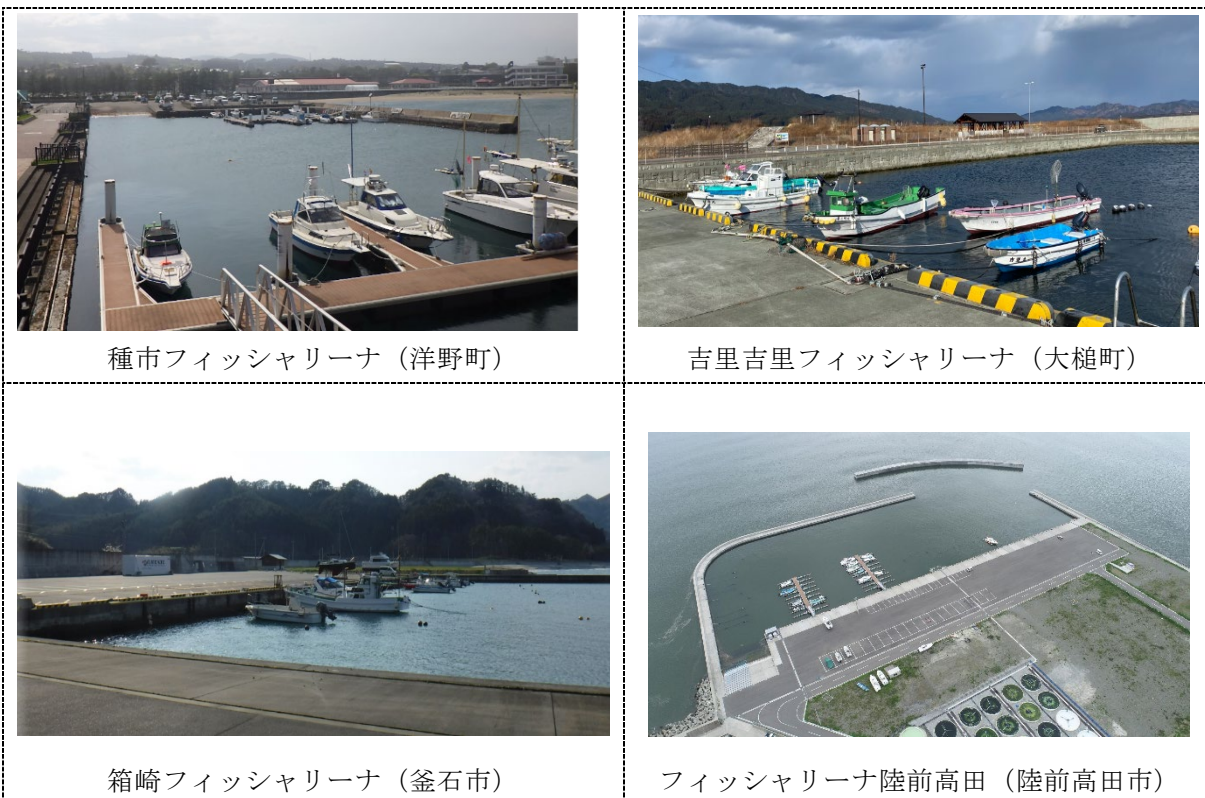 種市フィッシャリーナ（洋野町）
吉里吉里フィッシャリーナ（大槌町）
箱崎フィッシャリーナ（釜石市）
フィッシャリーナ陸前高田（陸前高田市）